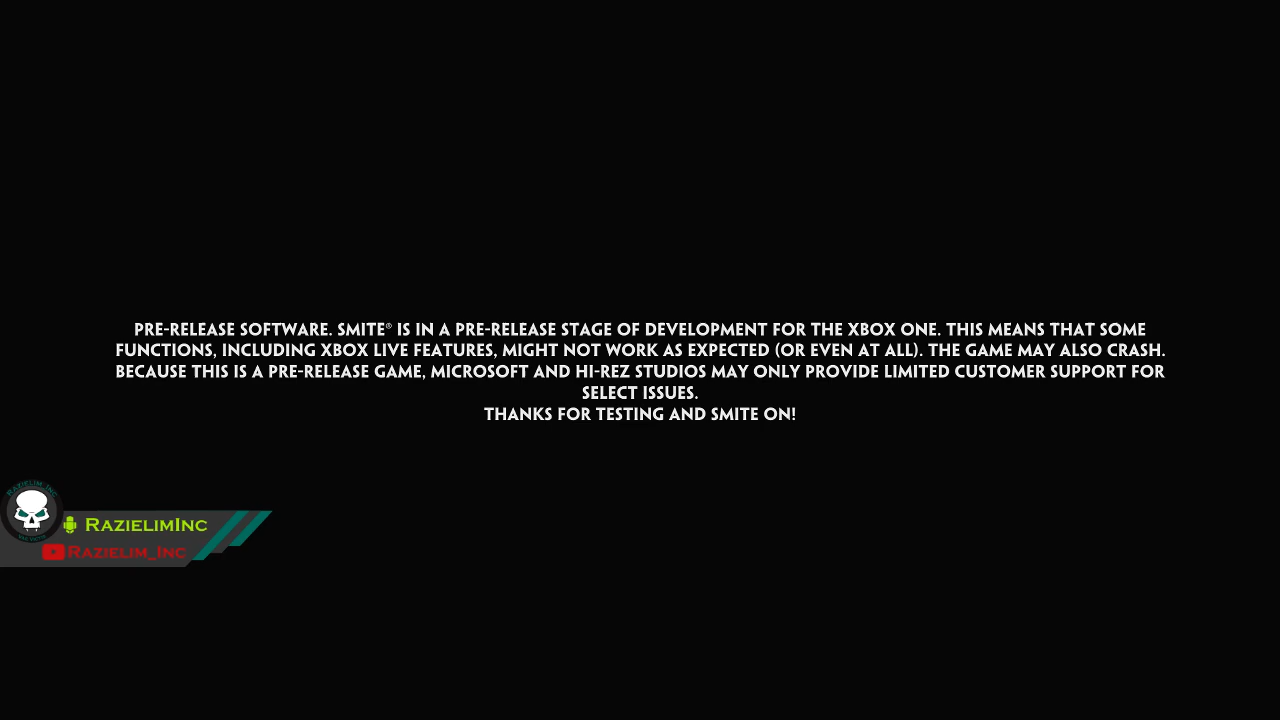 PRE-RELEASE SOFTWARE. SMITE® IS IN A PRE-RELEASE STAGE OF DEVELOPMENT FOR THE XBOX ONE. THIS MEANS THAT SOME
FUNCTIONS, INCLUDING XBOX LIVE FEATURES, MIGHT NOT WORK AS EXPECTED (OR EVEN AT ALL). THE GAME MAY ALSO CRASH.
BECAUSE THIS IS A PRE-RELEASE GAME, MICROSOFT AND HI-REZ STUDIOS MAY ONLY PROVIDE LIMITED CUSTOMER SUPPORT FOR
SELECT ISSUES.
THANKS FOR TESTING AND SMITE ON!
RAZIELIM_INC
RAZIELIMINC
RAZIELIM_INC